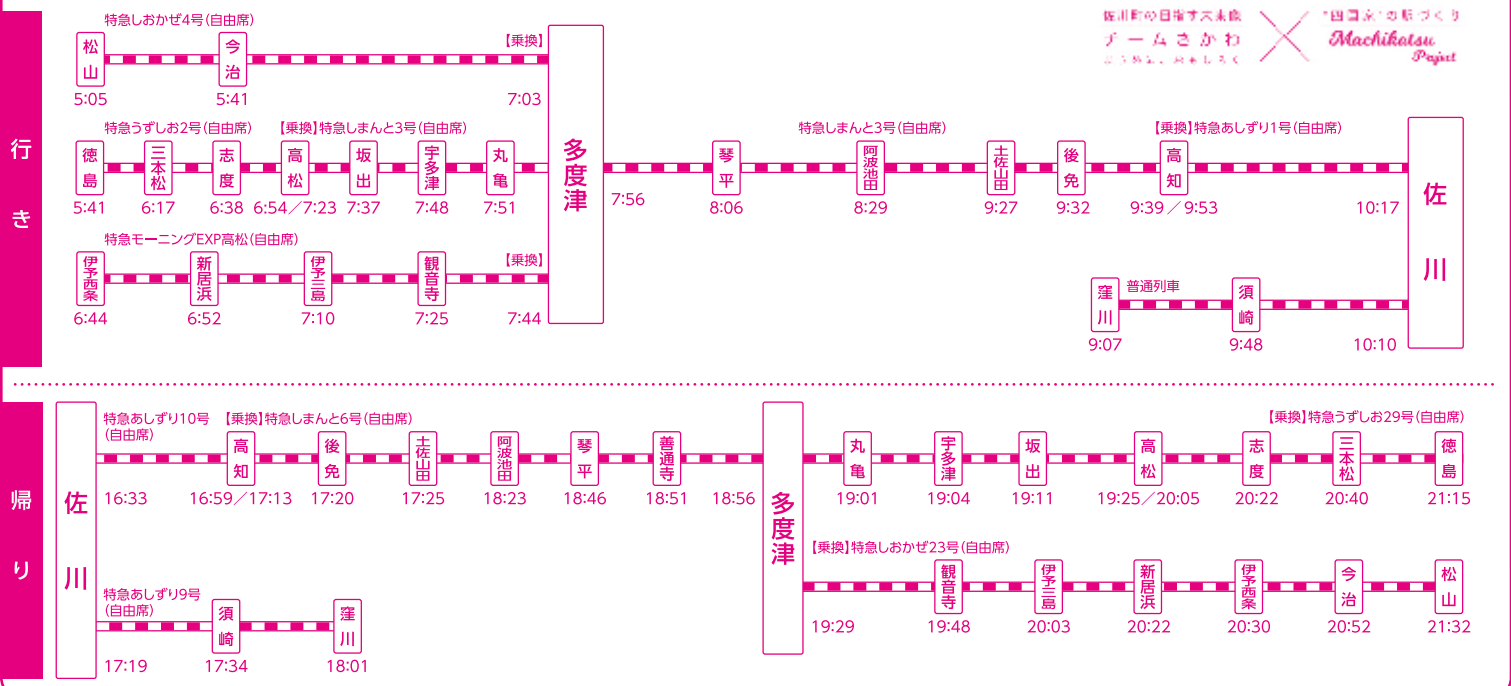 佐川町の目指す大未像
チームさかわ
"四国家"の駅づくり
Machikatsu
Project
行き
特急しおかぜ4号(自由席)
【乗換】
松山 今治
5:05 5:41 7:03
特急うずしお2号(自由席) 【乗換】特急しまんと3号(自由席)
徳島 三本松 志度 高松 坂出 宇多津 丸亀
5:41 6:17 6:38 6:54/7:23 7:37 7:48 7:51
特急モーニングEXP高松(自由席) 【乗換】
伊予西条 新居浜 伊予三島 観音寺
6:44 6:52 7:10 7:25 7:44
多度津
特急しまんと3号(自由席) 【乗換】特急あしずり1号(自由席)
琴平 阿波池田 土佐山田 後免 高知
7:56 8:06 8:29 9:27 9:32 9:39/9:53 10:17
普通列車
窪川 須崎
9:07 9:48 10:10
佐川
帰り
佐川
特急あしずり10号 【乗換】特急しまんと6号(自由席)
(自由席)
高知 後免 土佐山田 阿波池田 琴平 善通寺
16:33 16:59/17:13 17:20 17:25 18:23 18:46 18:51 18:56
特急あしずり9号
(自由席)
須崎 窪川
17:19 17:34 18:01
多度津
【乗換】特急うずしお29号(自由席)
丸亀 宇多津 坂出 高松 志度 三本松 徳島
19:01 19:04 19:11 19:25/20:05 20:22 20:40 21:15
【乗換】特急しおかぜ23号(自由席)
観音寺 伊予三島 新居浜 伊予西条 今治 松山
19:29 19:48 20:03 20:22 20:30 20:52 21:32